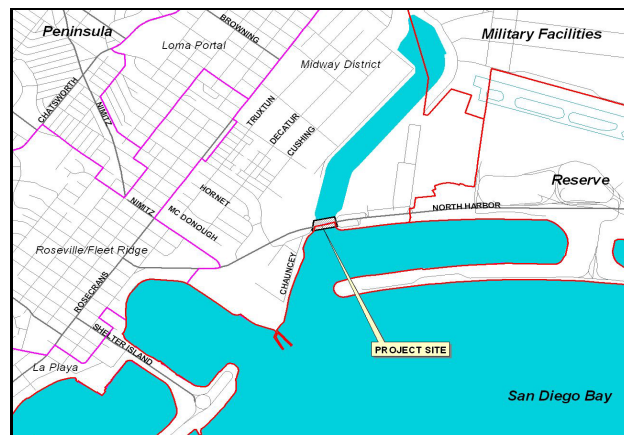 Peninsula
BROWNING
Loma Portal
Military Facilities
Midway District
CHATSWORTH
NIMITZ
TRUXTUN
DECATUR
CUSHING
Reserve
HORNET
NIMITZ
MC DONOUGH
NORTH HARBOR
Roseville/Fleet Ridge
CHAUNCEY
ROSECRANS
SHELTER ISLAND
PROJECT SITE
La Playa
San Diego Bay